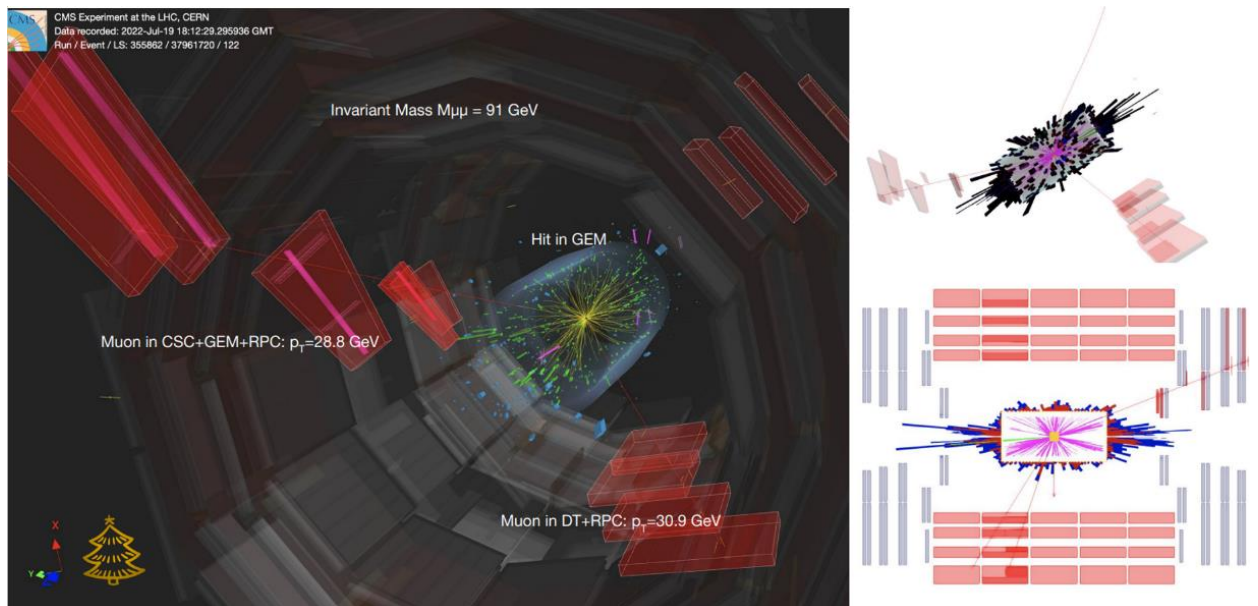 CMS
CMS Experiment at the LHC, CERN
Data recorded: 2022-Jul-19 18:12:29.295936 GMT
Run / Event / LS: 355862 / 37961720 / 122
Invariant Mass Mμμ = 91 GeV
Hit in GEM
Muon in CSC+GEM+RPC: pT=28.8 GeV
Muon in DT+RPC: pT=30.9 GeV
X
Y